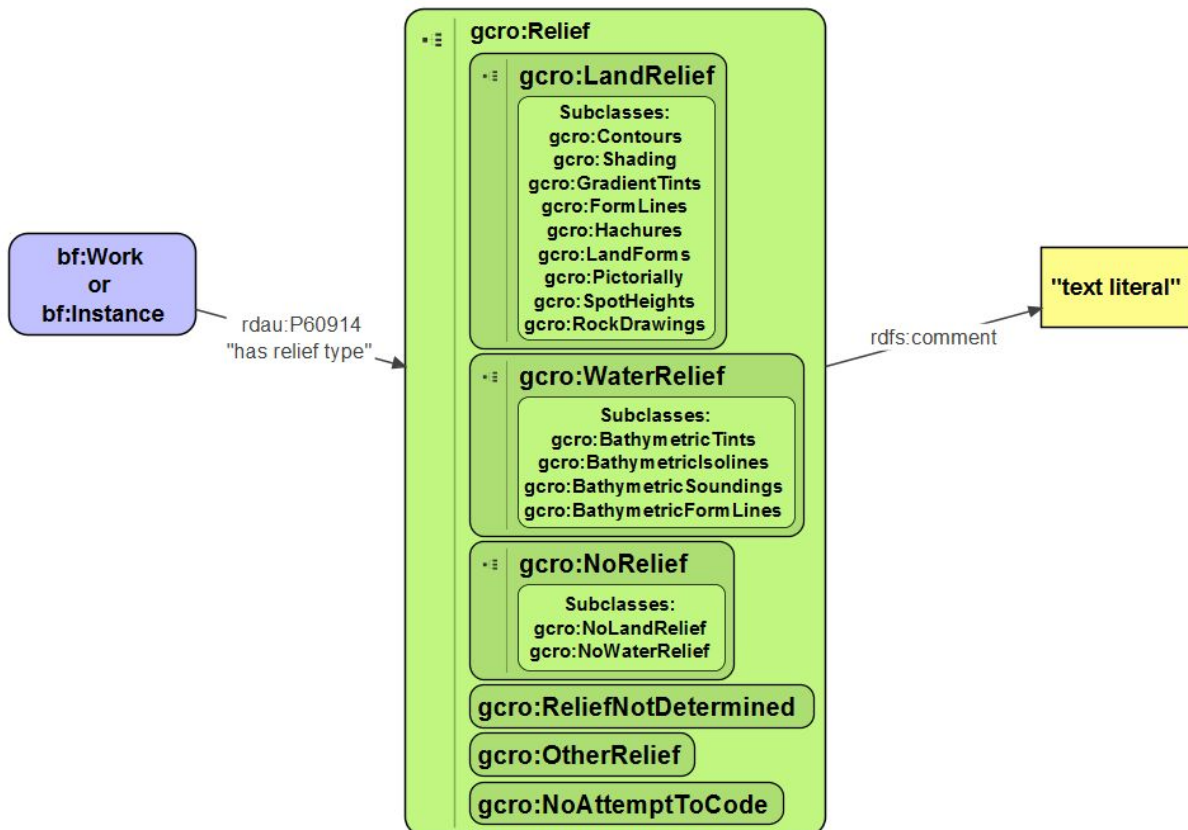 gcro:Relief
gcro:LandRelief
Subclasses:
gcro:Contours
gcro:Shading
gcro:GradientTints
gcro:FormLines
gcro:Hachures
gcro:LandForms
gcro:Pictorially
gcro:SpotHeights
gcro:RockDrawings
bf:Work
or
bf:Instance
rdau:P60914
"has relief type"
gcro:WaterRelief
Subclasses:
gcro:BathymetricTints
gcro:BathymetricIsolines
gcro:BathymetricSoundings
gcro:BathymetricFormLines
gcro:NoRelief
Subclasses:
gcro:NoLandRelief
gcro:NoWaterRelief
gcro:ReliefNotDetermined
gcro:OtherRelief
gcro:NoAttemptToCode
rdfs:comment
"text literal"